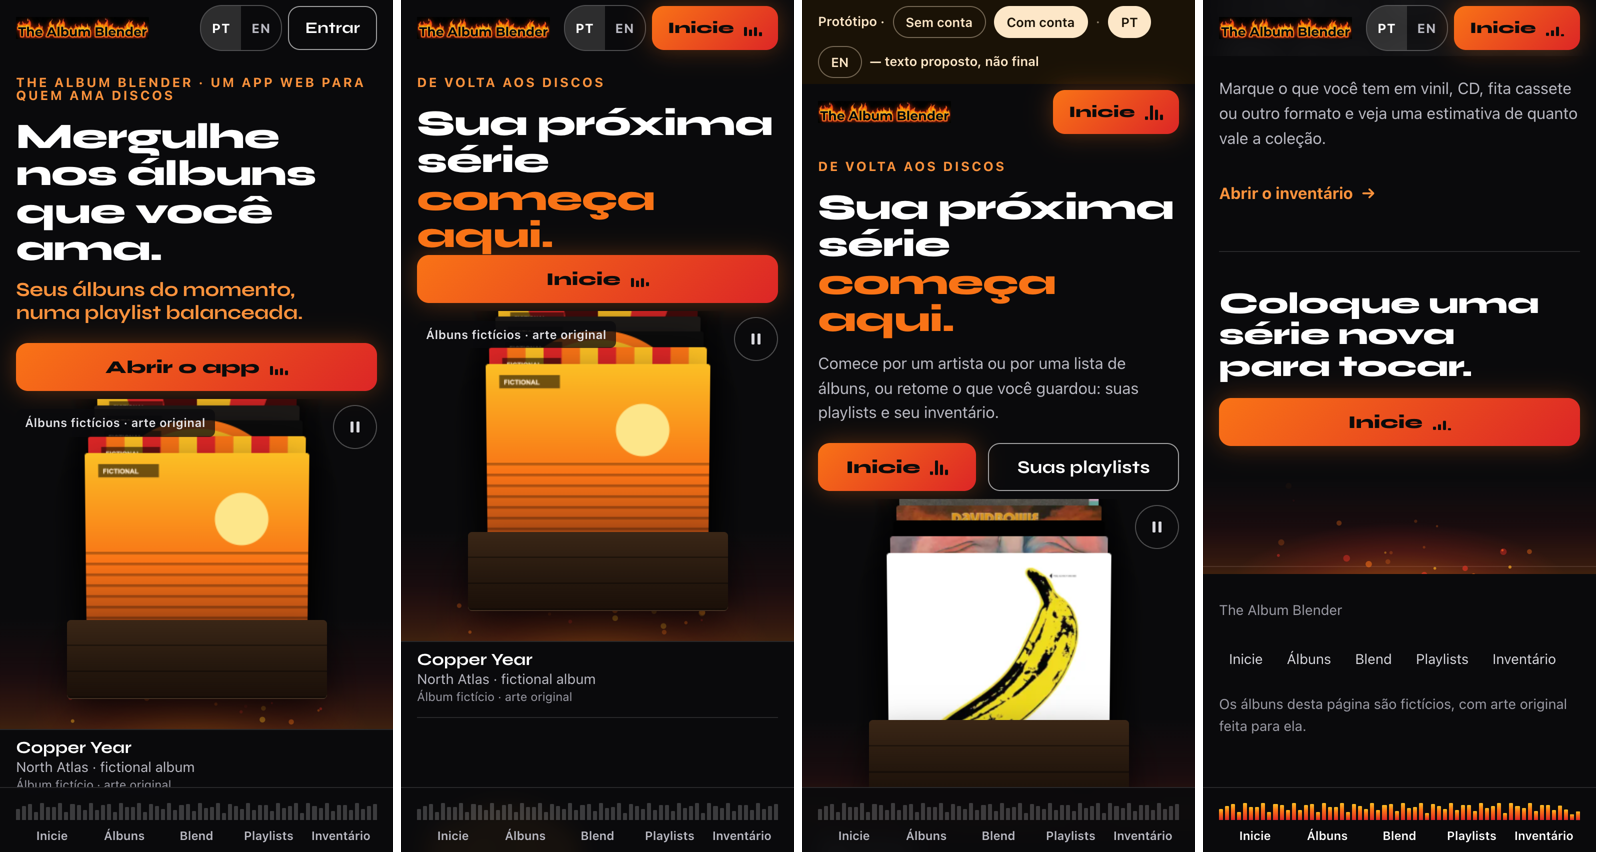 The Album Blender
PT EN
Entrar
THE ALBUM BLENDER · UM APP WEB PARA
QUEM AMA DISCOS
Mergulhe
nos álbuns
que você
ama.
Seus álbuns do momento,
numa playlist balanceada.
Abrir o app
Álbuns fictícios · arte original
FICTIONAL
Copper Year
North Atlas · fictional album
Álbum fictício · arte original
Inicie Álbuns Blend Playlists Inventário
The Album Blender
PT EN
Inicie
DE VOLTA AOS DISCOS
Sua próxima
série
começa
aqui.
Inicie
Álbuns fictícios · arte original
FICTIONAL
Copper Year
North Atlas · fictional album
Álbum fictício · arte original
Inicie Álbuns Blend Playlists Inventário
Protótipo · Sem conta Com conta · PT
EN — texto proposto, não final
The Album Blender
Inicie
DE VOLTA AOS DISCOS
Sua próxima
série
começa
aqui.
Comece por um artista ou por uma lista de
álbuns, ou retome o que você guardou: suas
playlists e seu inventário.
Inicie
Suas playlists
DAVID BOWIE
Inicie Álbuns Blend Playlists Inventário
The Album Blender
PT EN
Inicie
Marque o que você tem em vinil, CD, fita cassete
ou outro formato e veja uma estimativa de quanto
vale a coleção.
Abrir o inventário →
Coloque uma
série nova
para tocar.
Inicie
The Album Blender
Inicie Álbuns Blend Playlists Inventário
Os álbuns desta página são fictícios, com arte original
feita para ela.
Inicie Álbuns Blend Playlists Inventário